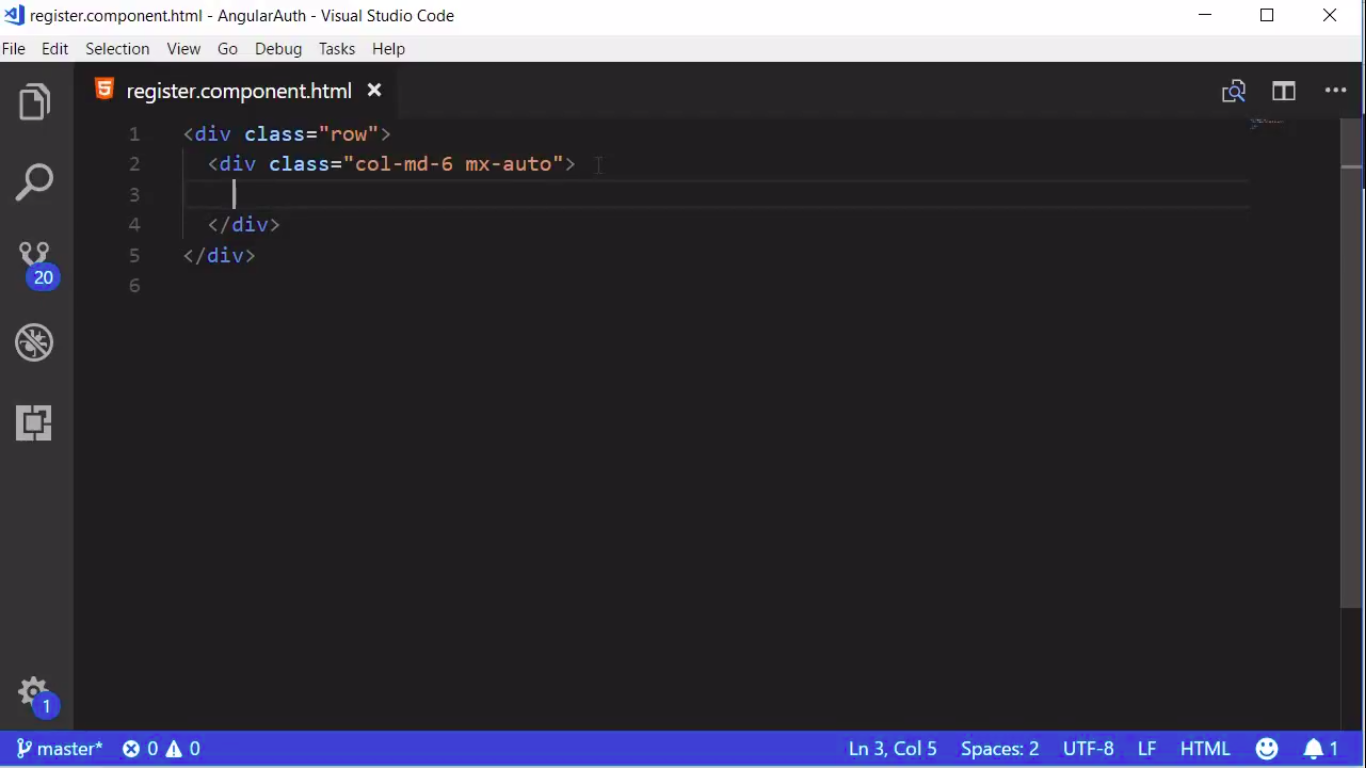 register.component.html - AngularAuth - Visual Studio Code
File Edit Selection View Go Debug Tasks Help
register.component.html
1 <div class="row">
2 <div class="col-md-6 mx-auto">
3
4 </div>
5 </div>
6
20
1
master* 0 0 Ln 3, Col 5 Spaces: 2 UTF-8 LF HTML 1